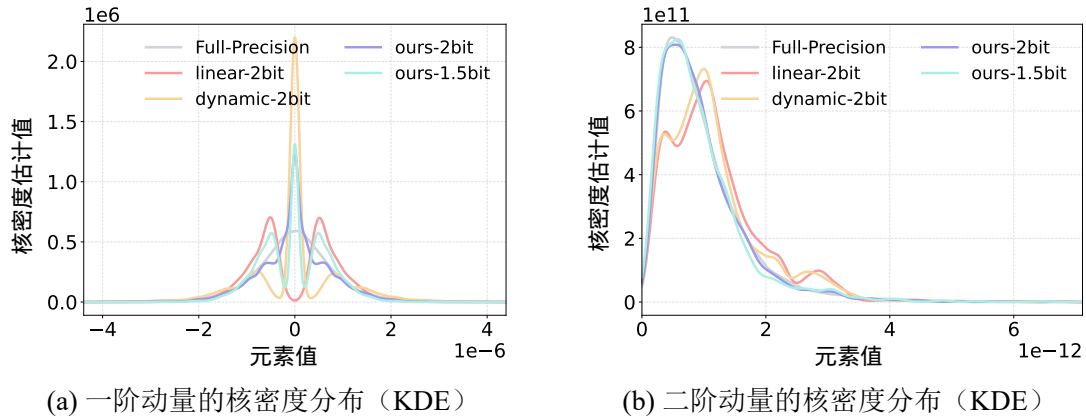 1e6
Full-Precision
linear-2bit
dynamic-2bit
ours-2bit
ours-1.5bit
核密度估计值
2.0
1.5
1.0
0.5
0.0
−4 −2 0 2 4
1e-6
元素值
(a) 一阶动量的核密度分布（KDE）
1e11
Full-Precision
linear-2bit
dynamic-2bit
ours-2bit
ours-1.5bit
核密度估计值
8
6
4
2
0
0 2 4 6
1e−12
元素值
(b) 二阶动量的核密度分布（KDE）